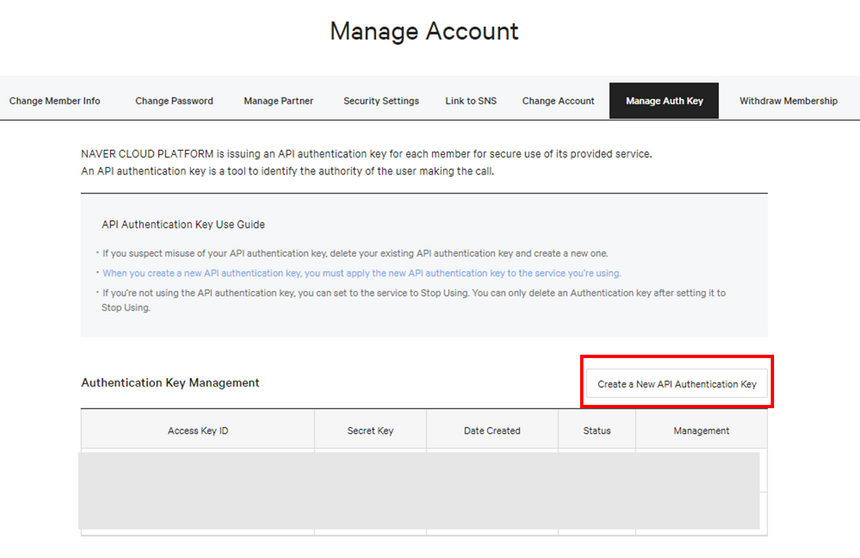 Manage Account
Change Member Info
Change Password
Manage Partner
Security Settings
Link to SNS
Change Account
Manage Auth Key
Withdraw Membership
NAVER CLOUD PLATFORM is issuing an API authentication key for each member for secure use of its provided service.
An API authentication key is a tool to identify the authority of the user making the call.
API Authentication Key Use Guide
· If you suspect misuse of your API authentication key, delete your existing API authentication key and create a new one.
· When you create a new API authentication key, you must apply the new API authentication key to the service you're using.
· If you're not using the API authentication key, you can set to the service to Stop Using. You can only delete an Authentication key after setting it to
Stop Using.
Authentication Key Management
Create a New API Authentication Key
Access Key ID
Secret Key
Date Created
Status
Management